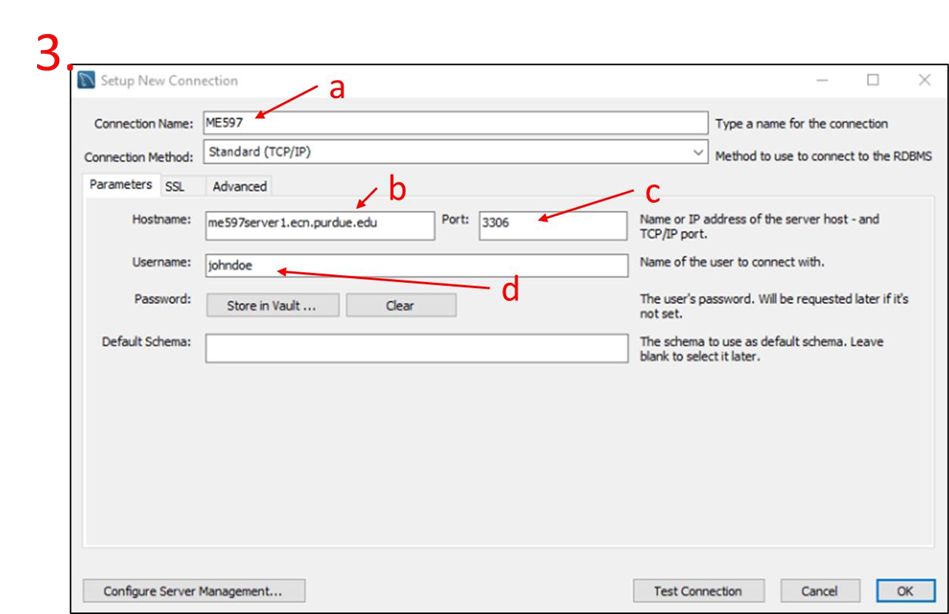 3.
Setup New Connection
a
Connection Name: ME597 Type a name for the connection
Connection Method: Standard (TCP/IP) Method to use to connect to the RDBMS
Parameters SSL Advanced
b
c
Hostname: me597server1.ecn.purdue.edu Port: 3306 Name or IP address of the server host - and
TCP/IP port.
Username: johndoe Name of the user to connect with.
d
Password: Store in Vault ... Clear The user's password. Will be requested later if it's
not set.
Default Schema: The schema to use as default schema. Leave
blank to select it later.
Configure Server Management... Test Connection Cancel OK